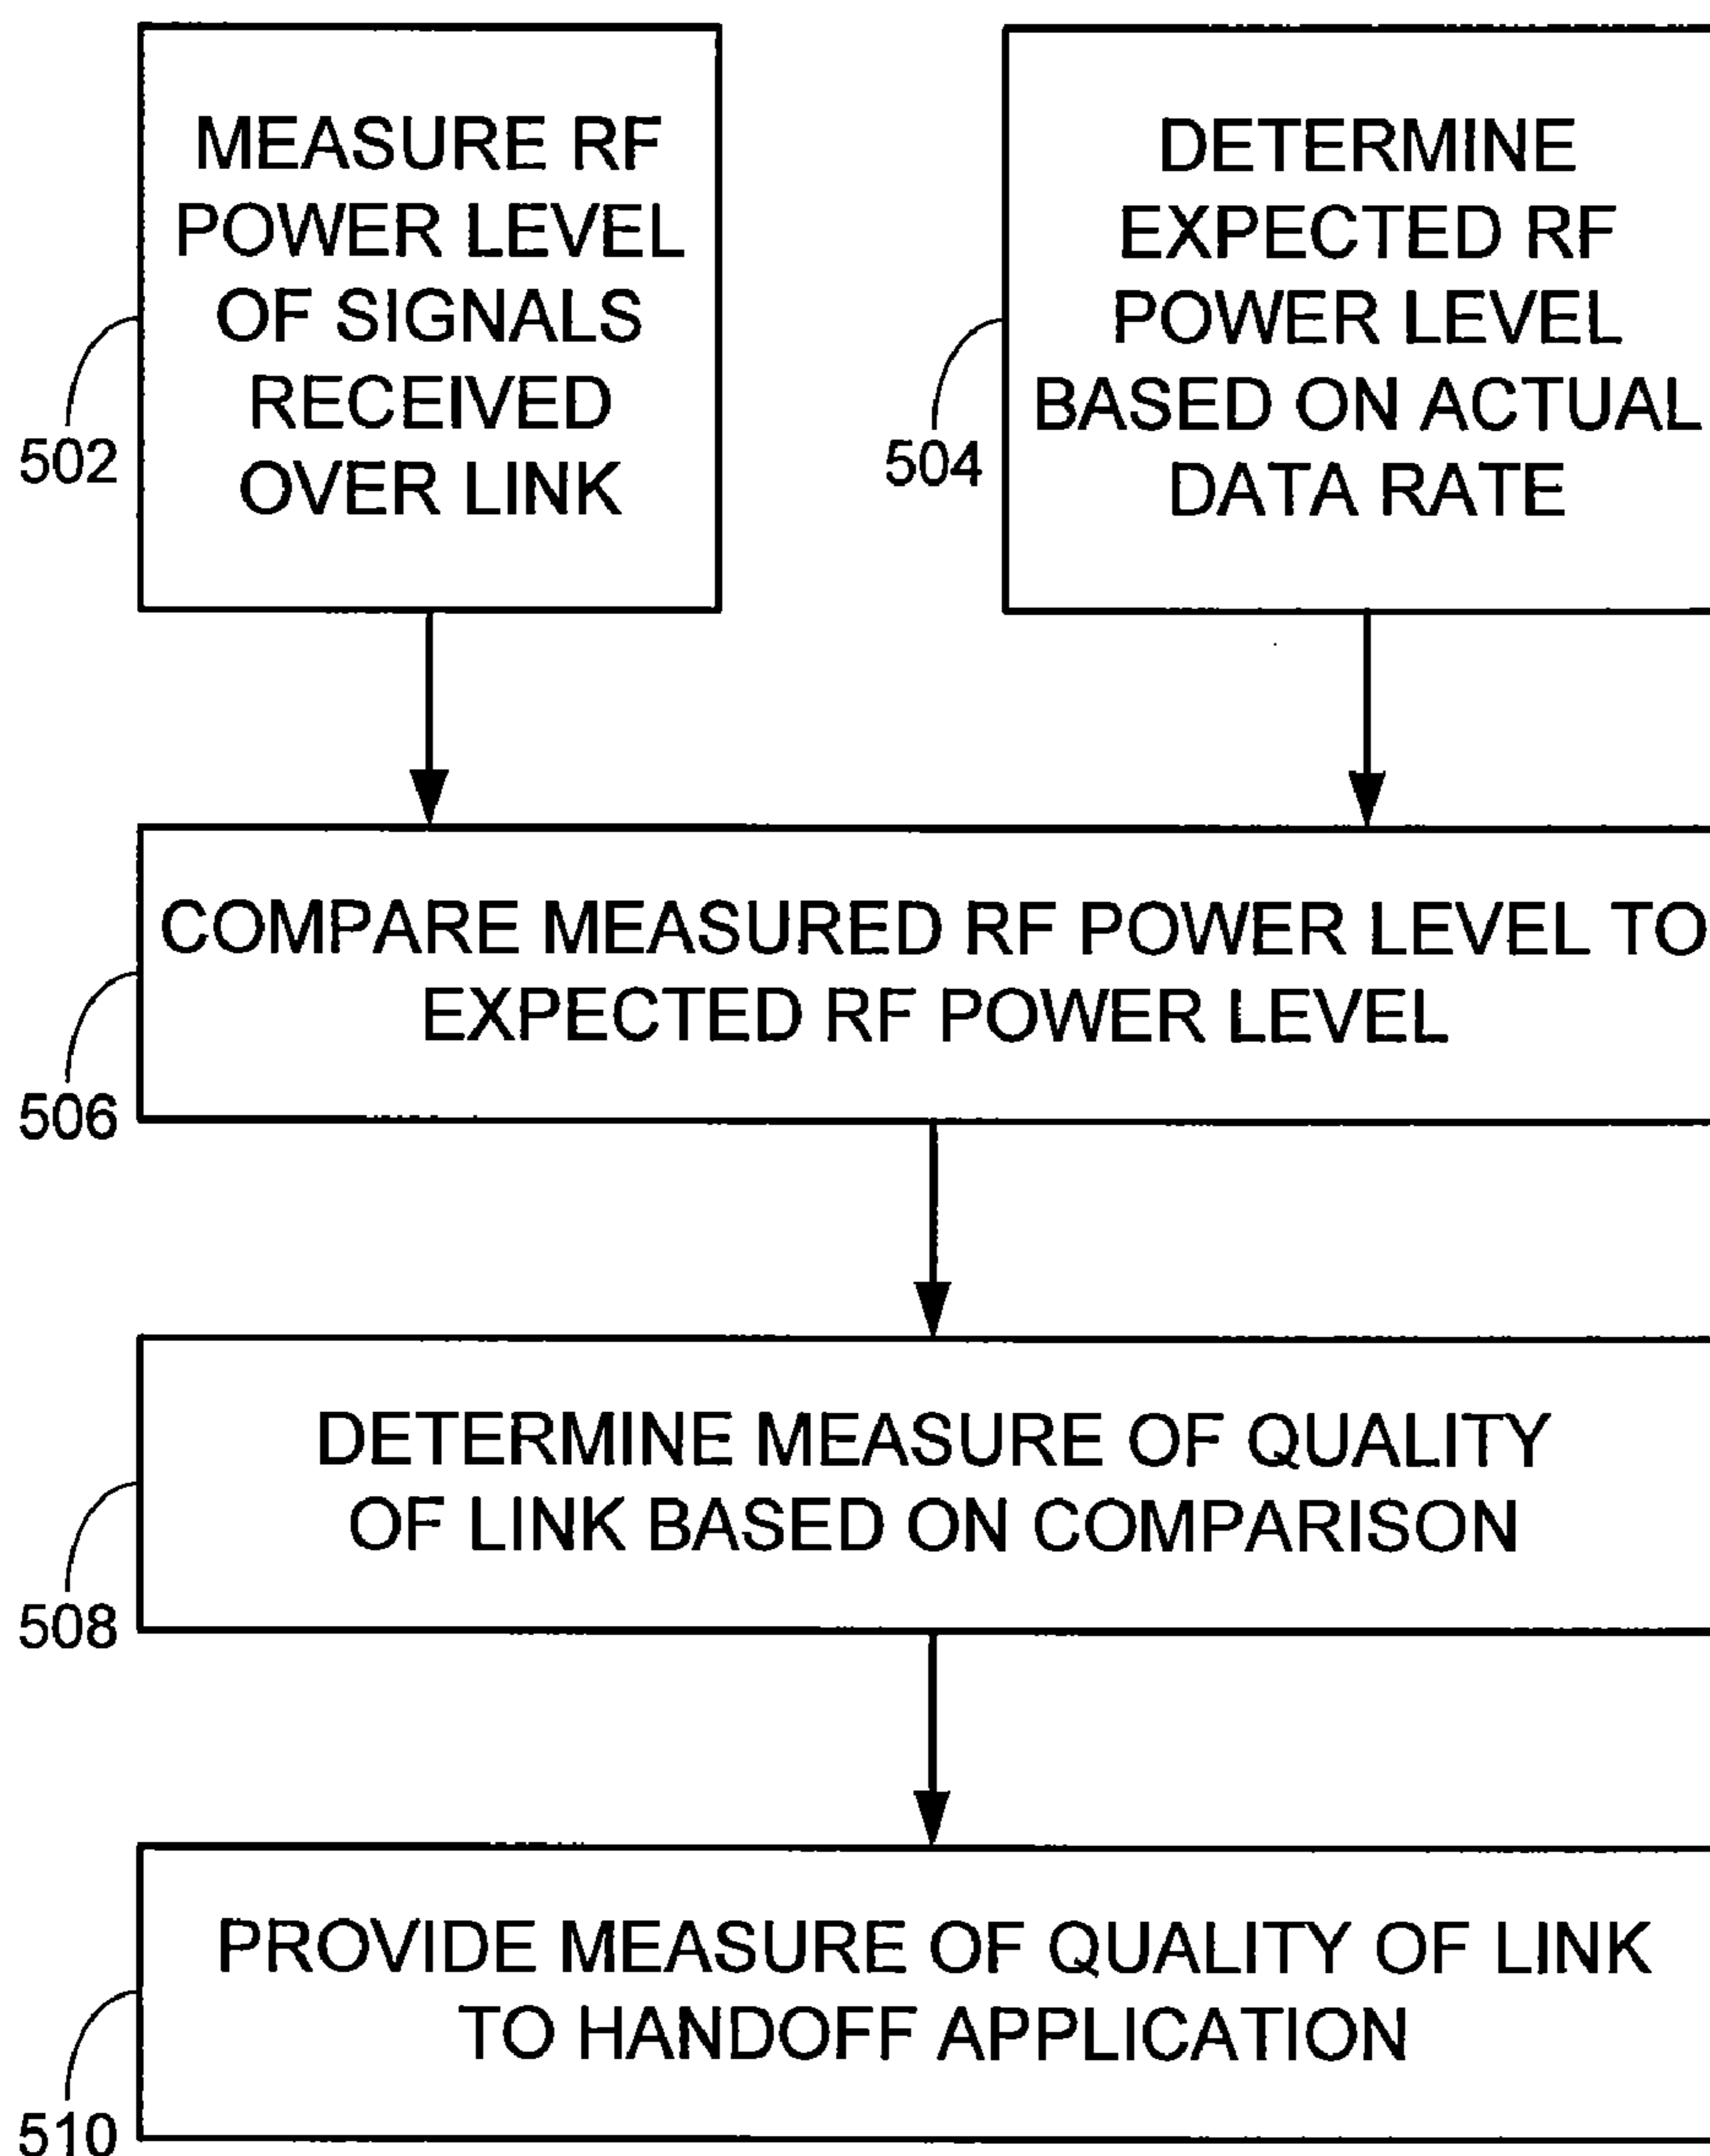 MEASURE RF
POWER LEVEL
OF SIGNALS
RECEIVED
OVER LINK
502
DETERMINE
EXPECTED RF
POWER LEVEL
BASED ON ACTUAL
DATA RATE
504
COMPARE MEASURED RF POWER LEVEL TO
EXPECTED RF POWER LEVEL
506
DETERMINE MEASURE OF QUALITY
OF LINK BASED ON COMPARISON
508
PROVIDE MEASURE OF QUALITY OF LINK
TO HANDOFF APPLICATION
510